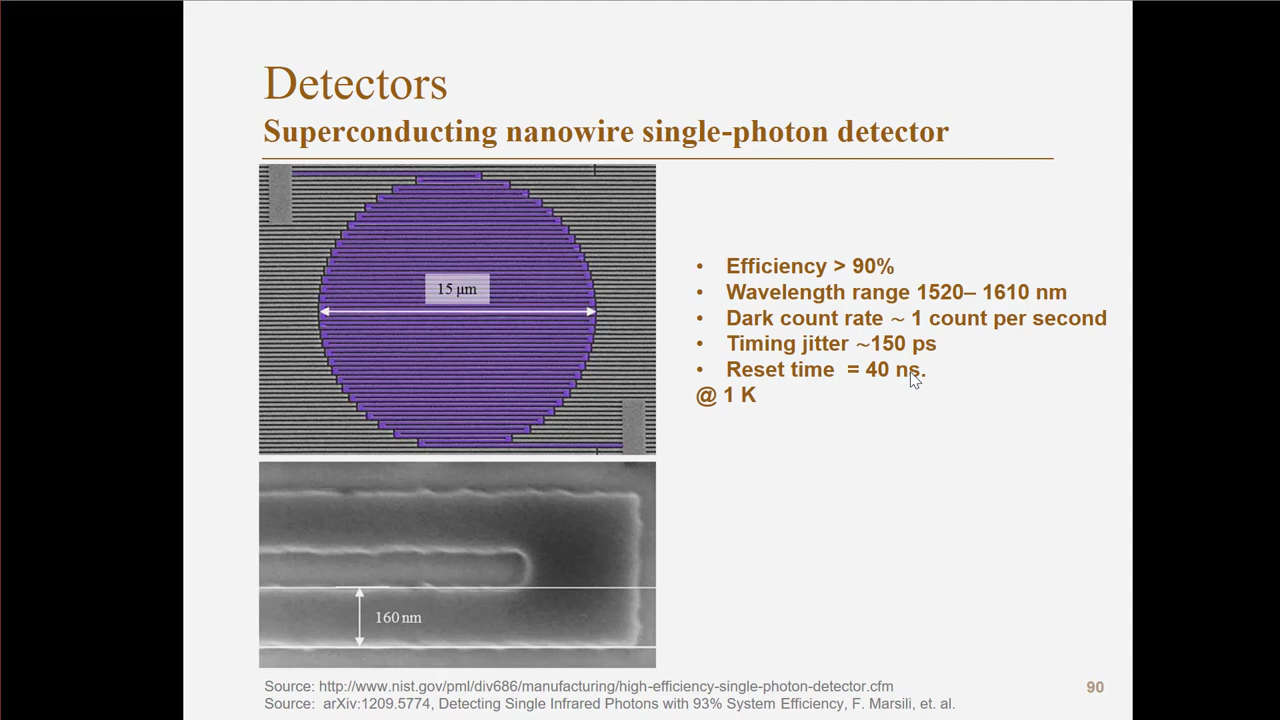 Detectors
Superconducting nanowire single-photon detector
15 μm
• Efficiency > 90%
• Wavelength range 1520– 1610 nm
• Dark count rate ~ 1 count per second
• Timing jitter ~150 ps
• Reset time = 40 ns.
@ 1 K
160 nm
Source: http://www.nist.gov/pml/div686/manufacturing/high-efficiency-single-photon-detector.cfm
Source: arXiv:1209.5774, Detecting Single Infrared Photons with 93% System Efficiency, F. Marsili, et. al.
90